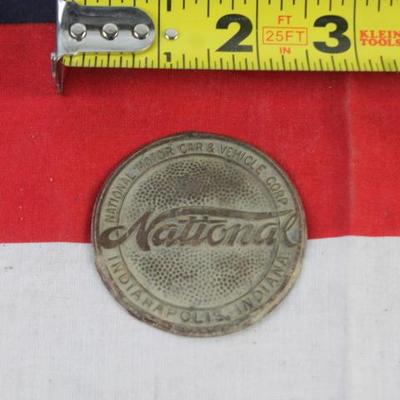 FT
25FT
IN
2 3
KLEIN
TOOLS
NATIONAL MOTOR CAR & VEHICLE CORP.
National
INDIANAPOLIS, INDIANA